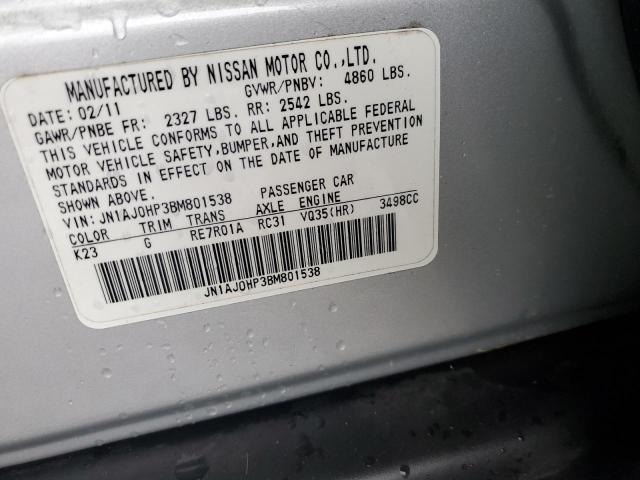 MANUFACTURED BY NISSAN MOTOR CO.,LTD.
DATE: 02/11 GVWR/PNBV: 4860 LBS.
GAWR/PNBE FR: 2327 LBS. RR: 2542 LBS.
THIS VEHICLE CONFORMS TO ALL APPLICABLE FEDERAL
MOTOR VEHICLE SAFETY,BUMPER,AND THEFT PREVENTION
STANDARDS IN EFFECT ON THE DATE OF MANUFACTURE
SHOWN ABOVE.
VIN: JN1AJ0HP3BM801538 PASSENGER CAR
COLOR TRIM TRANS AXLE ENGINE
K23 G RE7R01A RC31 VQ35(HR) 3498CC
JN1AJ0HP3BM801538